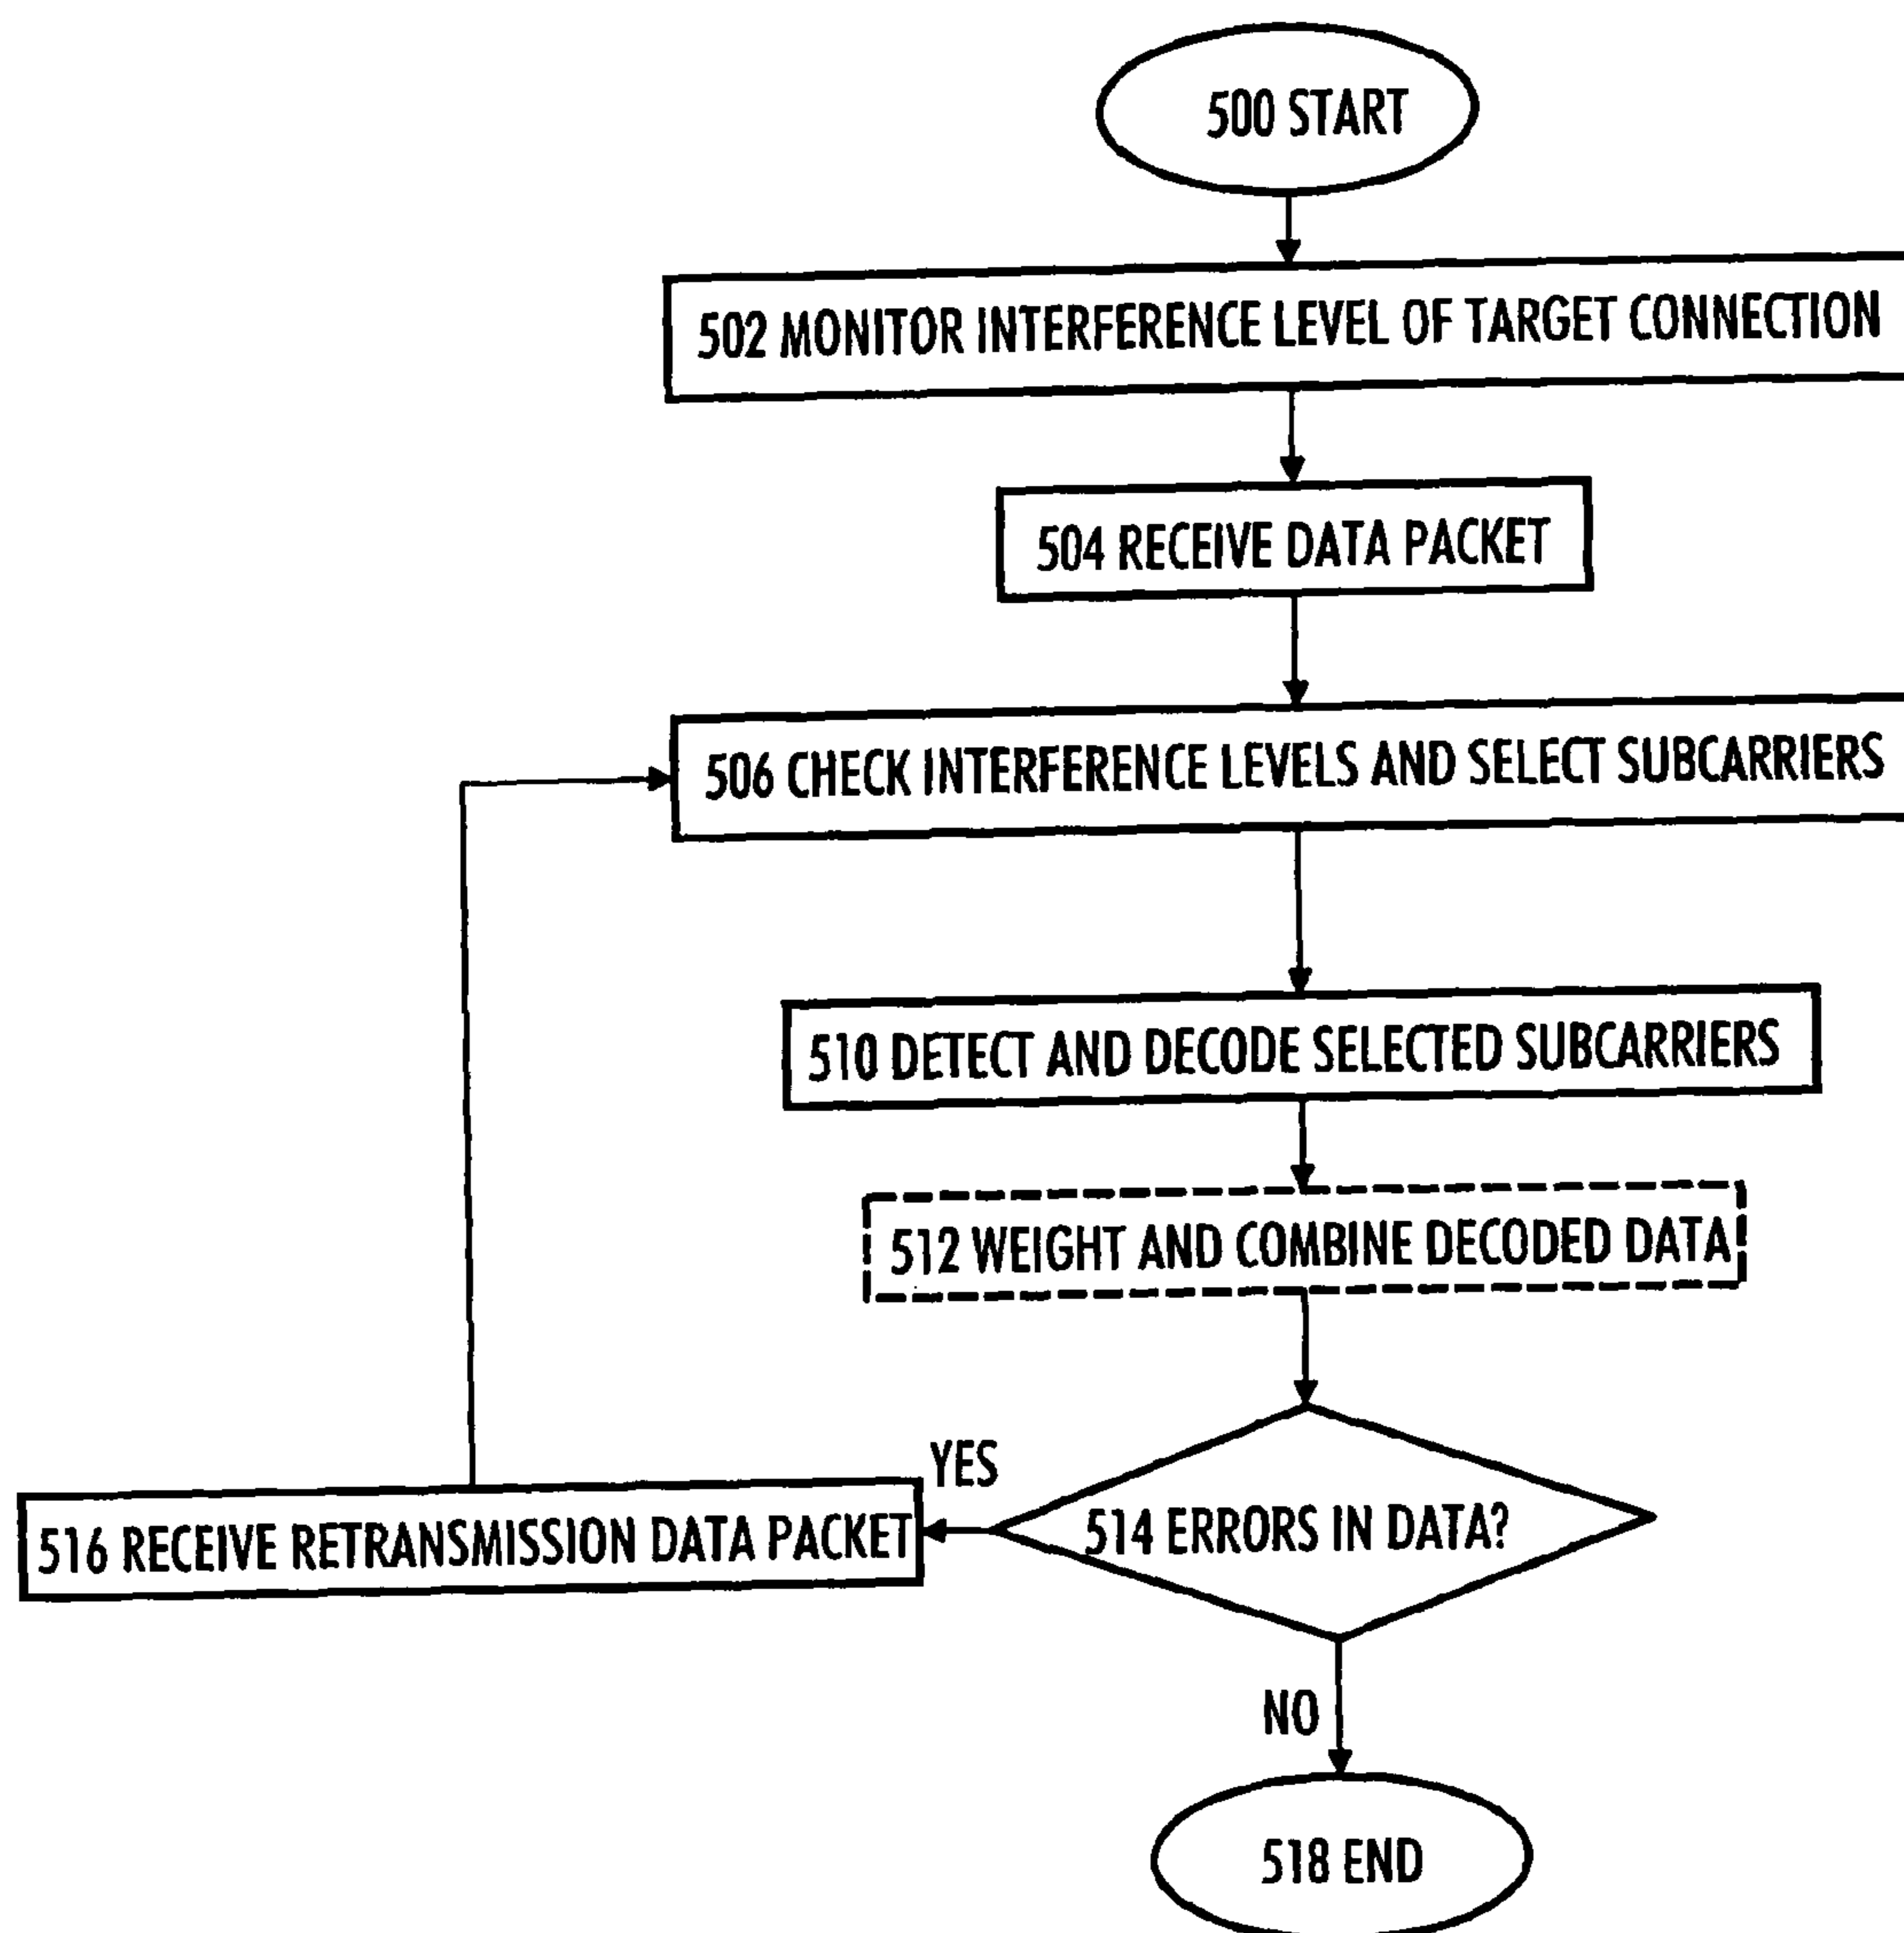 500 START
502 MONITOR INTERFERENCE LEVEL OF TARGET CONNECTION
504 RECEIVE DATA PACKET
506 CHECK INTERFERENCE LEVELS AND SELECT SUBCARRIERS
510 DETECT AND DECODE SELECTED SUBCARRIERS
512 WEIGHT AND COMBINE DECODED DATA
514 ERRORS IN DATA?
YES
516 RECEIVE RETRANSMISSION DATA PACKET
NO
518 END